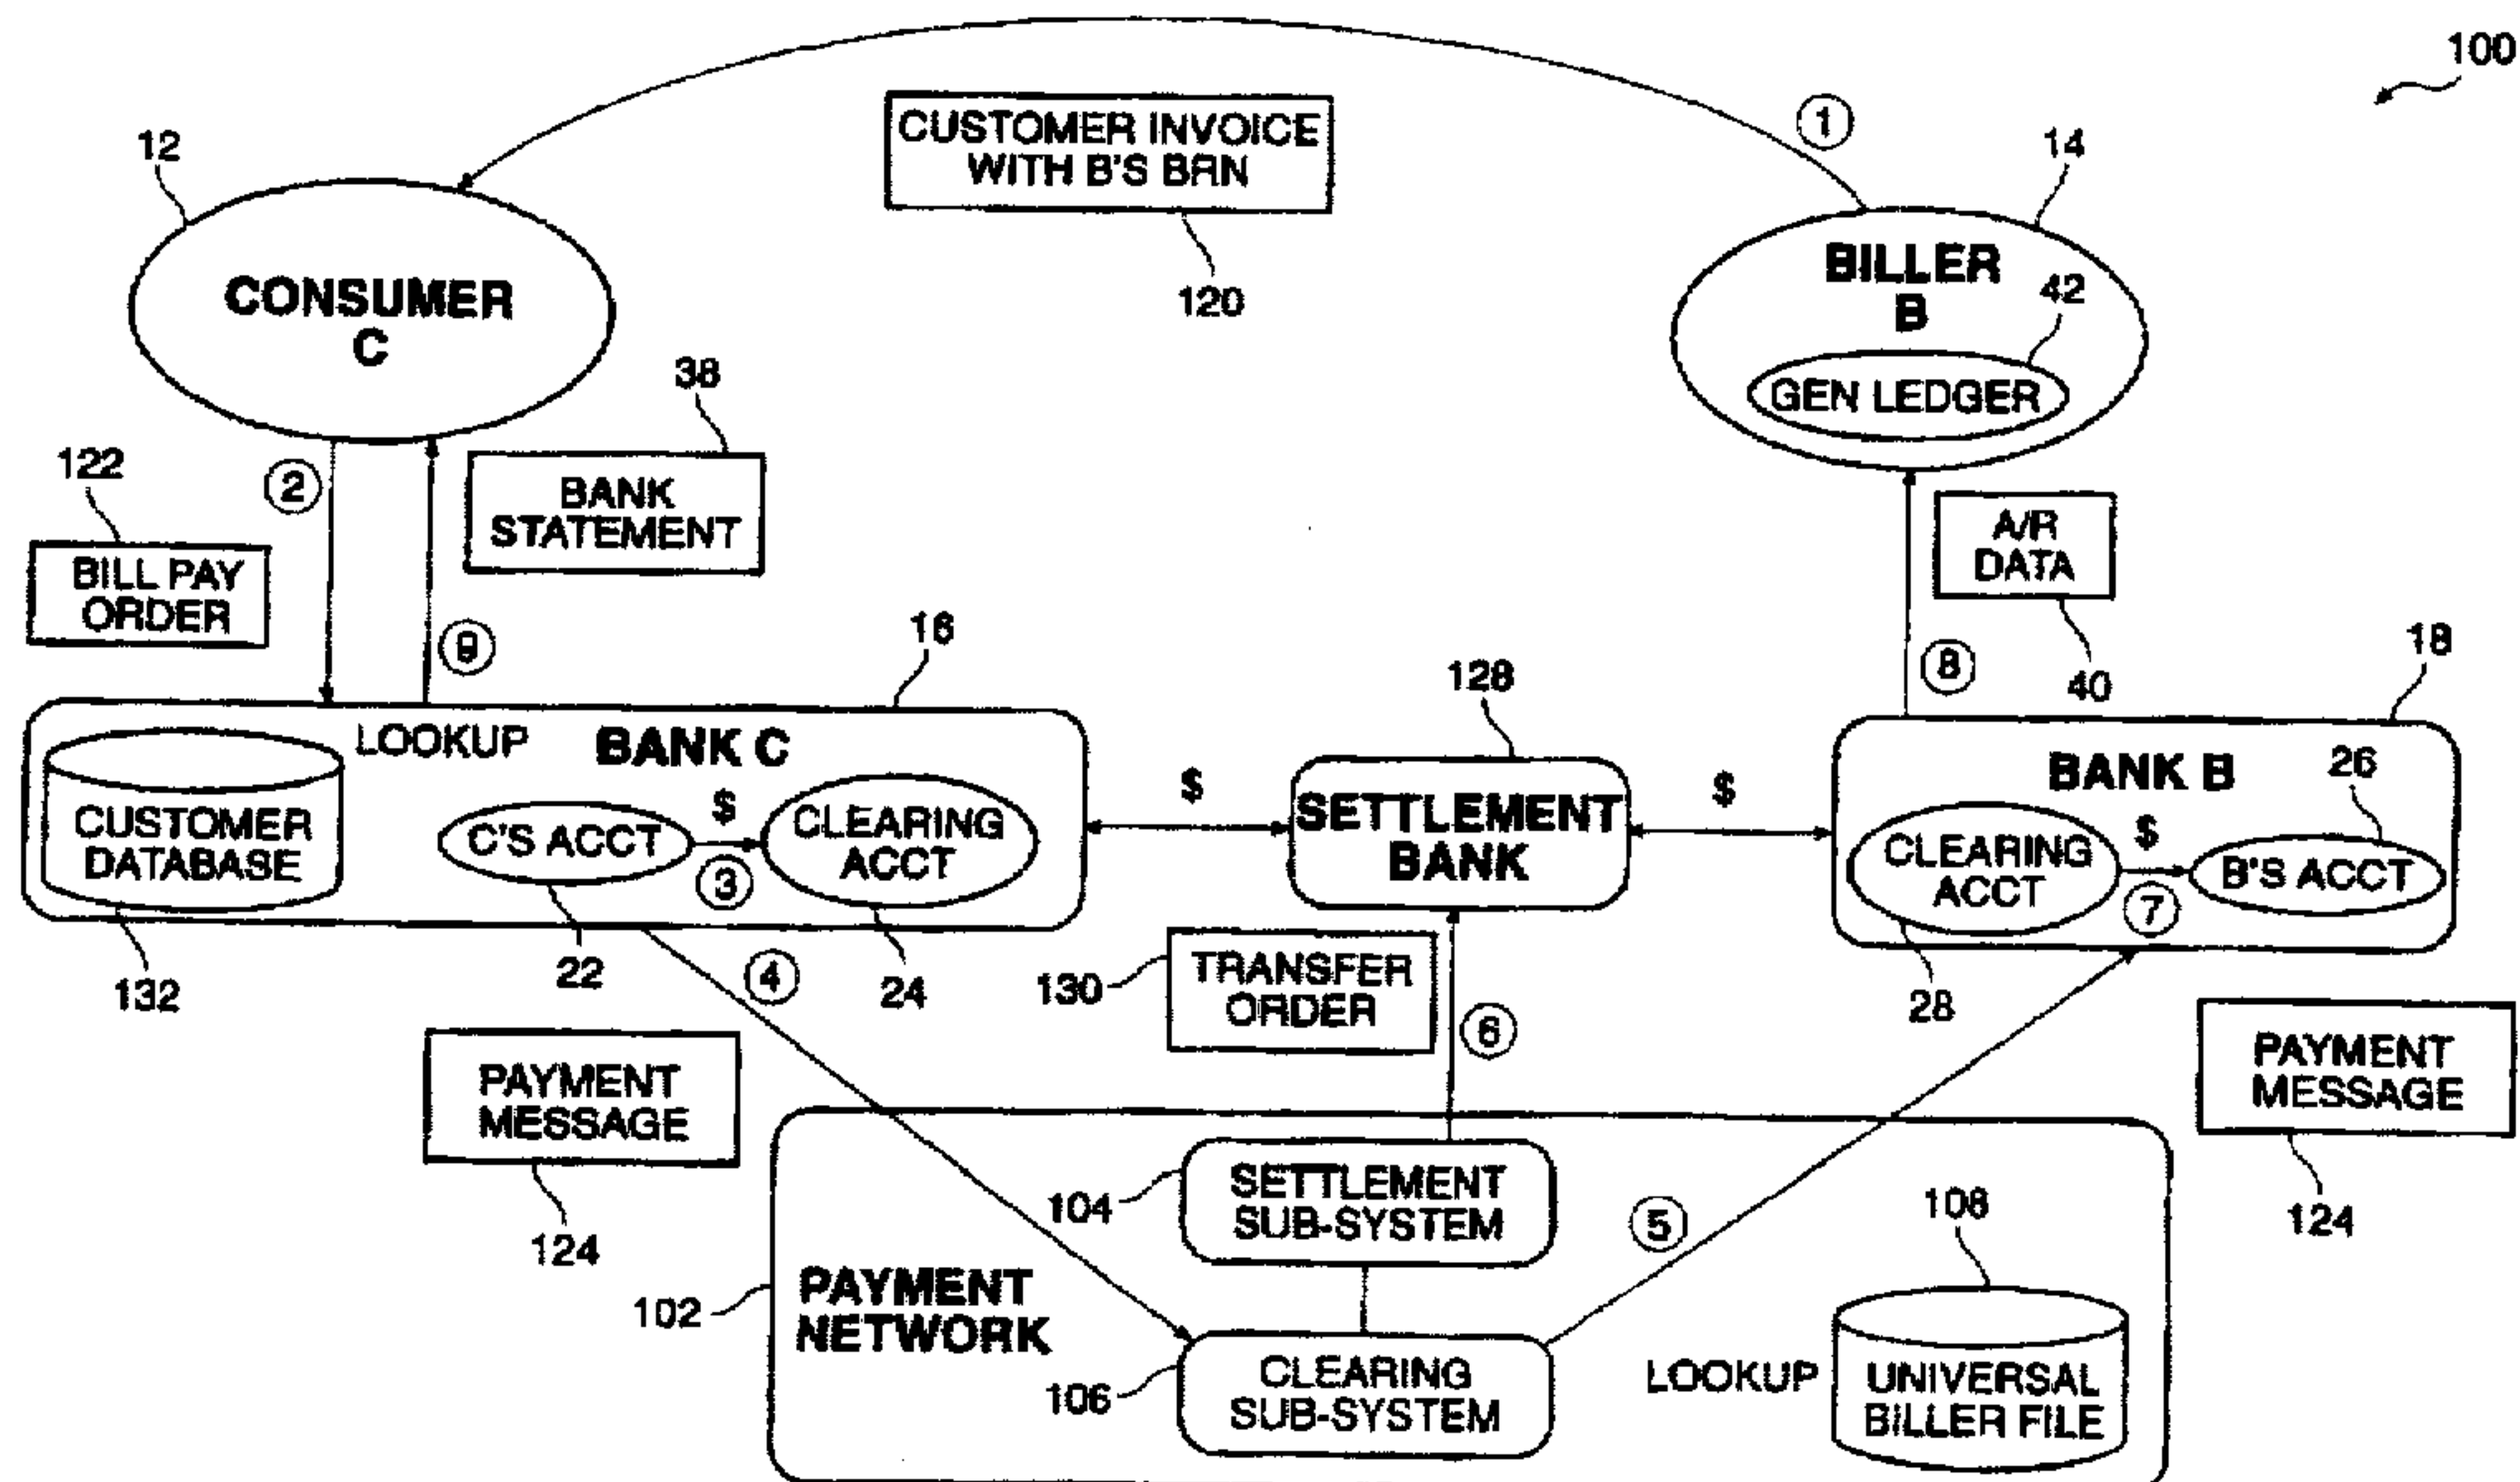 100
1
CUSTOMER INVOICE
WITH B'S BRN
120
12
CONSUMER
C
14
BILLER
B
42
GEN LEDGER
38
BANK
STATEMENT
122
2
BILL PAY
ORDER
9
A/R
DATA
40
8
16
LOOKUP
BANK C
CUSTOMER
DATABASE
132
C'S ACCT
22
$
3
CLEARING
ACCT
24
$
128
SETTLEMENT
BANK
$
18
BANK B
26
CLEARING
ACCT
28
$
7
B'S ACCT
4
130
TRANSFER
ORDER
6
PAYMENT
MESSAGE
124
PAYMENT
MESSAGE
124
102
PAYMENT
NETWORK
104
SETTLEMENT
SUB-SYSTEM
5
106
CLEARING
SUB-SYSTEM
LOOKUP
108
UNIVERSAL
BILLER FILE